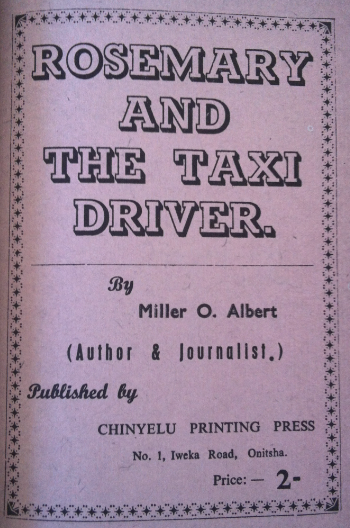 ROSEMARY
AND
THE TAXI
DRIVER.
By
Miller O. Albert
(Author & Journalist.)
Published by
CHINYELU PRINTING PRESS
No. 1, Iweka Road, Onitsha.
Price: — 2-